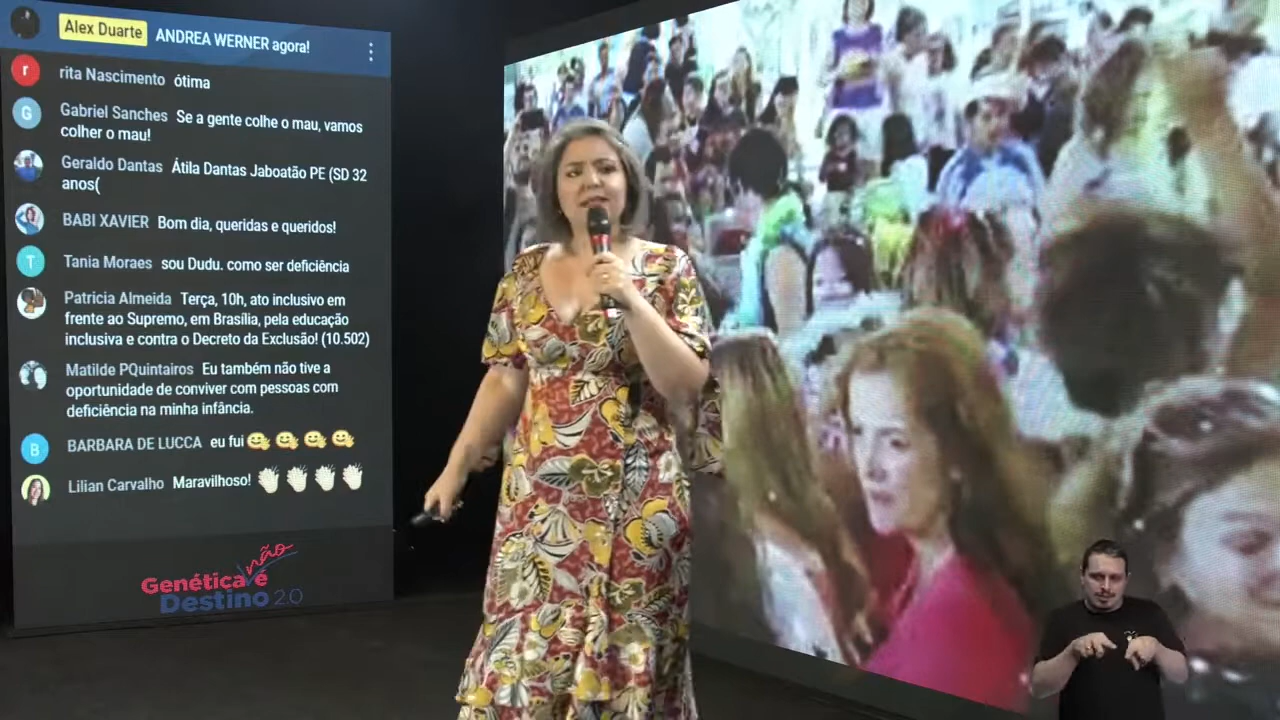 Alex Duarte ANDREA WERNER agora!
r rita Nascimento ótima
G Gabriel Sanches Se a gente colhe o mau, vamos
colher o mau!
Geraldo Dantas Átila Dantas Jaboatão PE (SD 32
anos(
BABI XAVIER Bom dia, queridas e queridos!
T Tania Moraes sou Dudu. como ser deficiência
Patricia Almeida Terça, 10h, ato inclusivo em
frente ao Supremo, em Brasília, pela educação
inclusiva e contra o Decreto da Exclusão! (10.502)
Matilde PQuintairos Eu também não tive a
oportunidade de conviver com pessoas com
deficiência na minha infância.
B BARBARA DE LUCCA eu fui
Lilian Carvalho Maravilhoso!
não
Genética é
Destino 2.0